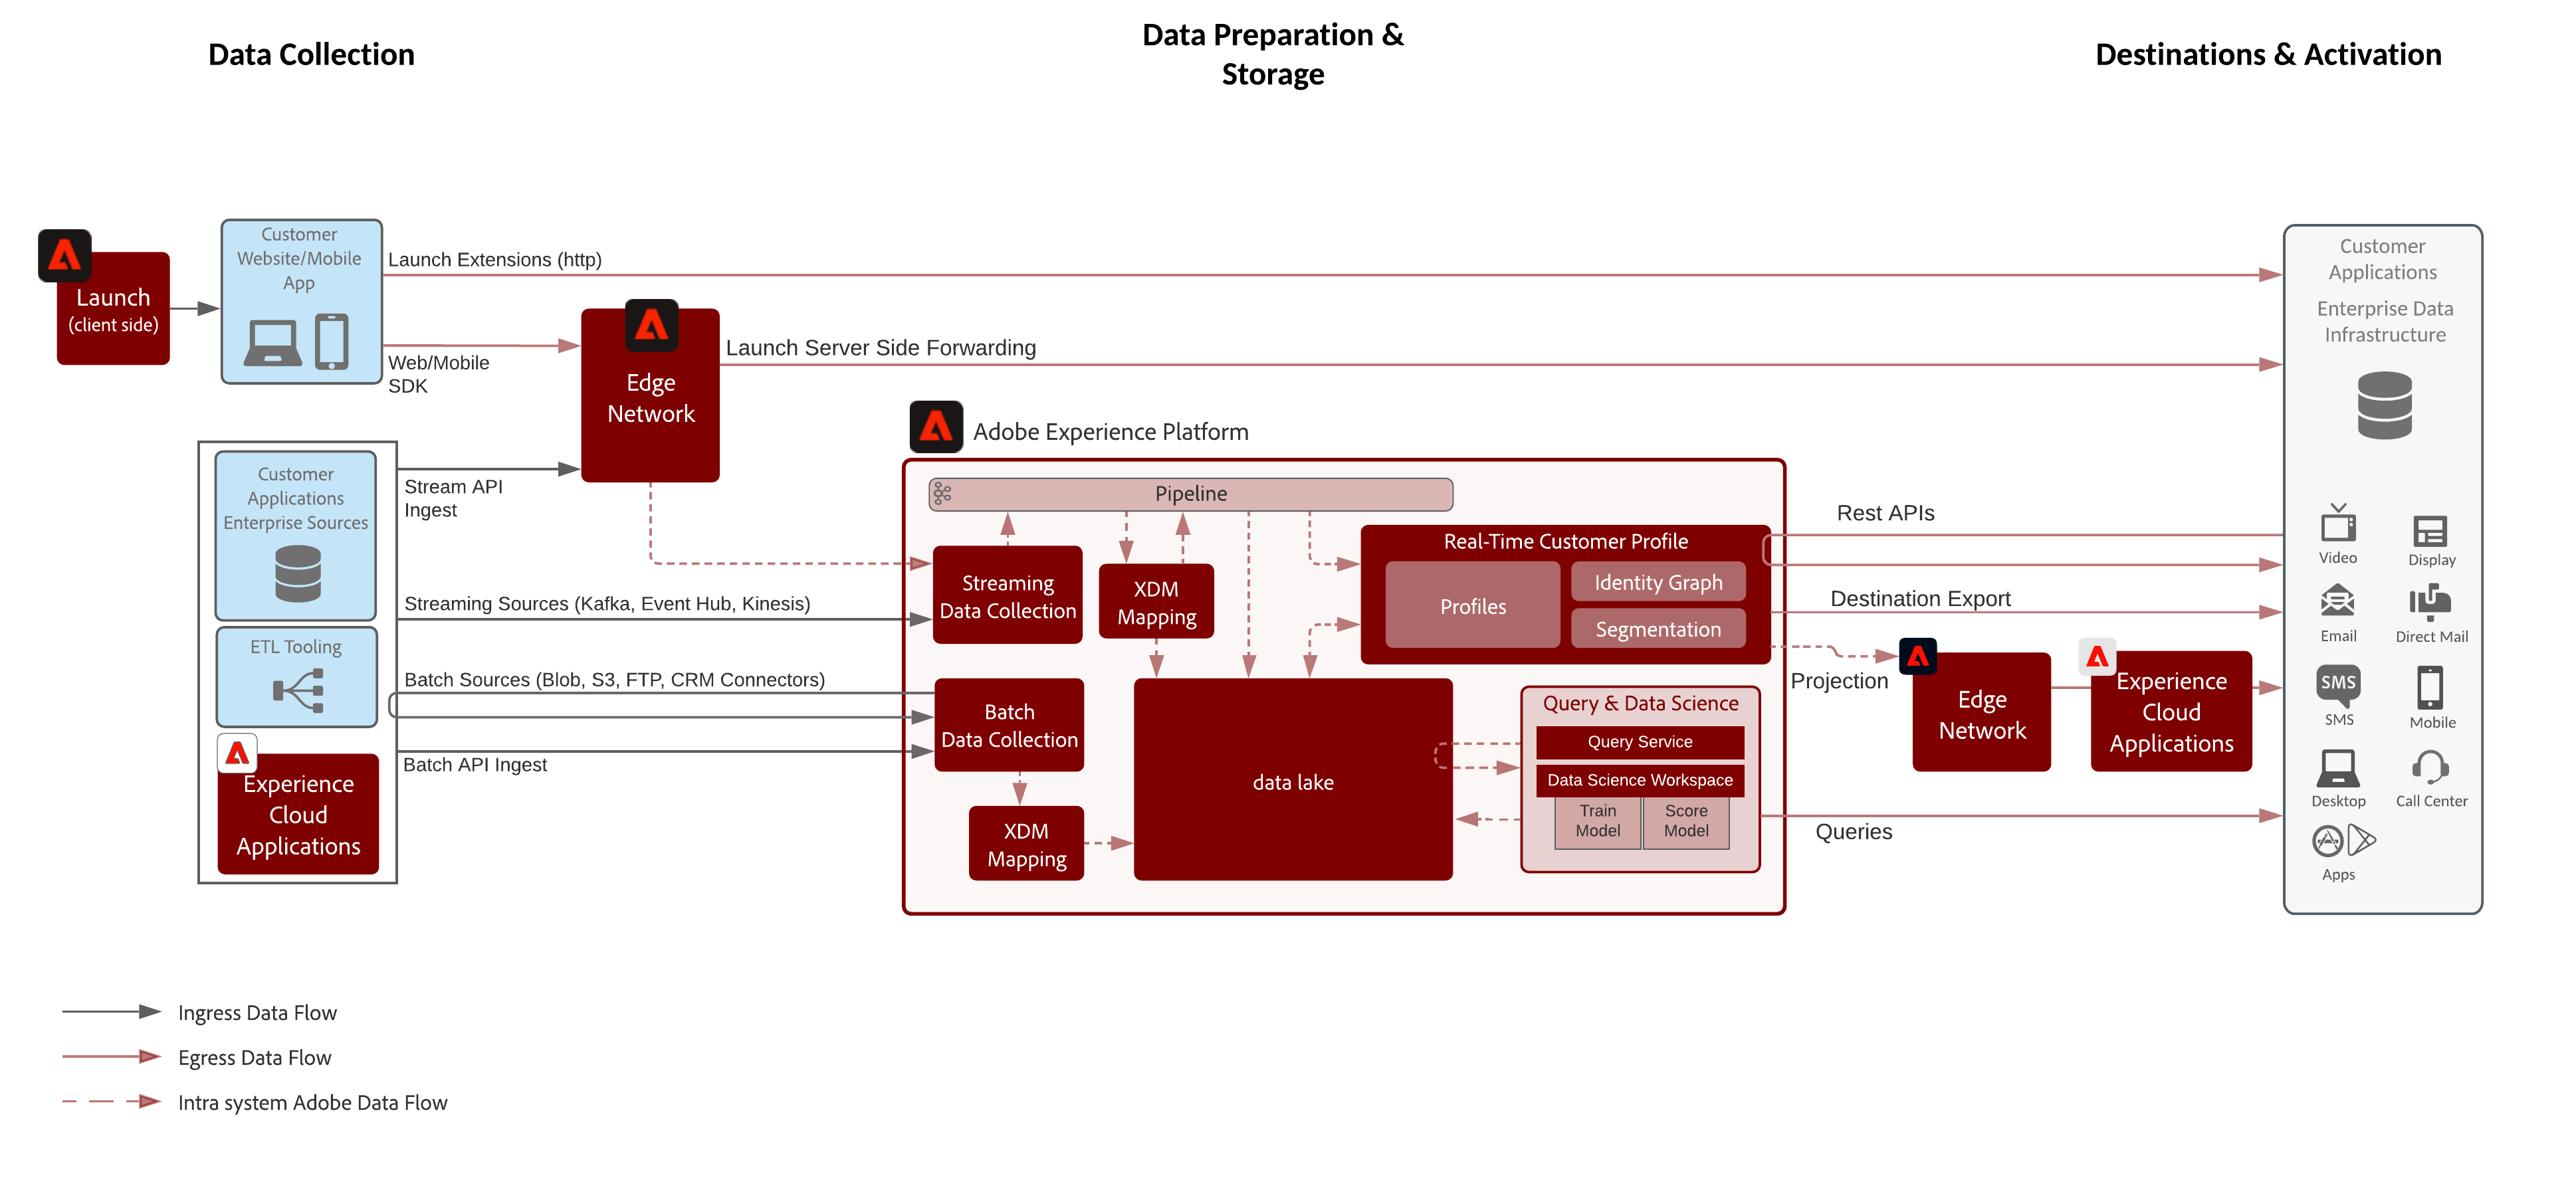 Data Collection
Data Preparation &
Storage
Destinations & Activation
Launch
(client side)
Customer
Website/Mobile
App
Launch Extensions (http)
Web/Mobile
SDK
Edge
Network
Launch Server Side Forwarding
Customer
Applications
Enterprise Sources
ETL Tooling
Experience
Cloud
Applications
Stream API
Ingest
Streaming Sources (Kafka, Event Hub, Kinesis)
Batch Sources (Blob, S3, FTP, CRM Connectors)
Batch API Ingest
Adobe Experience Platform
Pipeline
Streaming
Data Collection
XDM
Mapping
Batch
Data Collection
XDM
Mapping
data lake
Real-Time Customer Profile
Profiles
Identity Graph
Segmentation
Query & Data Science
Query Service
Data Science Workspace
Train
Model
Score
Model
Rest APIs
Destination Export
Projection
Edge
Network
Experience
Cloud
Applications
Queries
Customer
Applications
Enterprise Data
Infrastructure
Video
Display
Email
Direct Mail
SMS
SMS
Mobile
Desktop
Call Center
Apps
Ingress Data Flow
Egress Data Flow
Intra system Adobe Data Flow